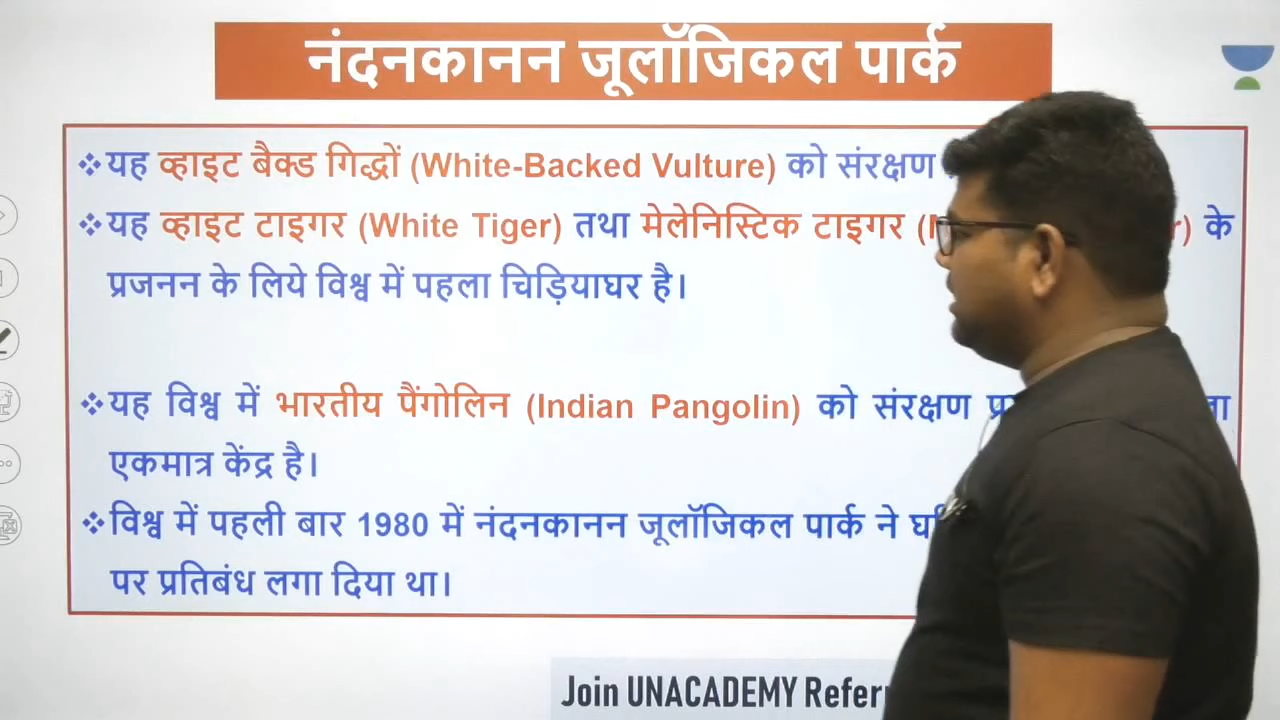 नंदनकानन जूलॉजिकल पार्क
❖यह व्हाइट बैक्ड गिद्धों (White-Backed Vulture) को संरक्षण
❖यह व्हाइट टाइगर (White Tiger) तथा मेलेनिस्टिक टाइगर के
प्रजनन के लिये विश्व में पहला चिड़ियाघर है।
❖यह विश्व में भारतीय पैंगोलिन (Indian Pangolin) को संरक्षण
एकमात्र केंद्र है।
❖विश्व में पहली बार 1980 में नंदनकानन जूलॉजिकल पार्क ने
पर प्रतिबंध लगा दिया था।
Join UNACADEMY